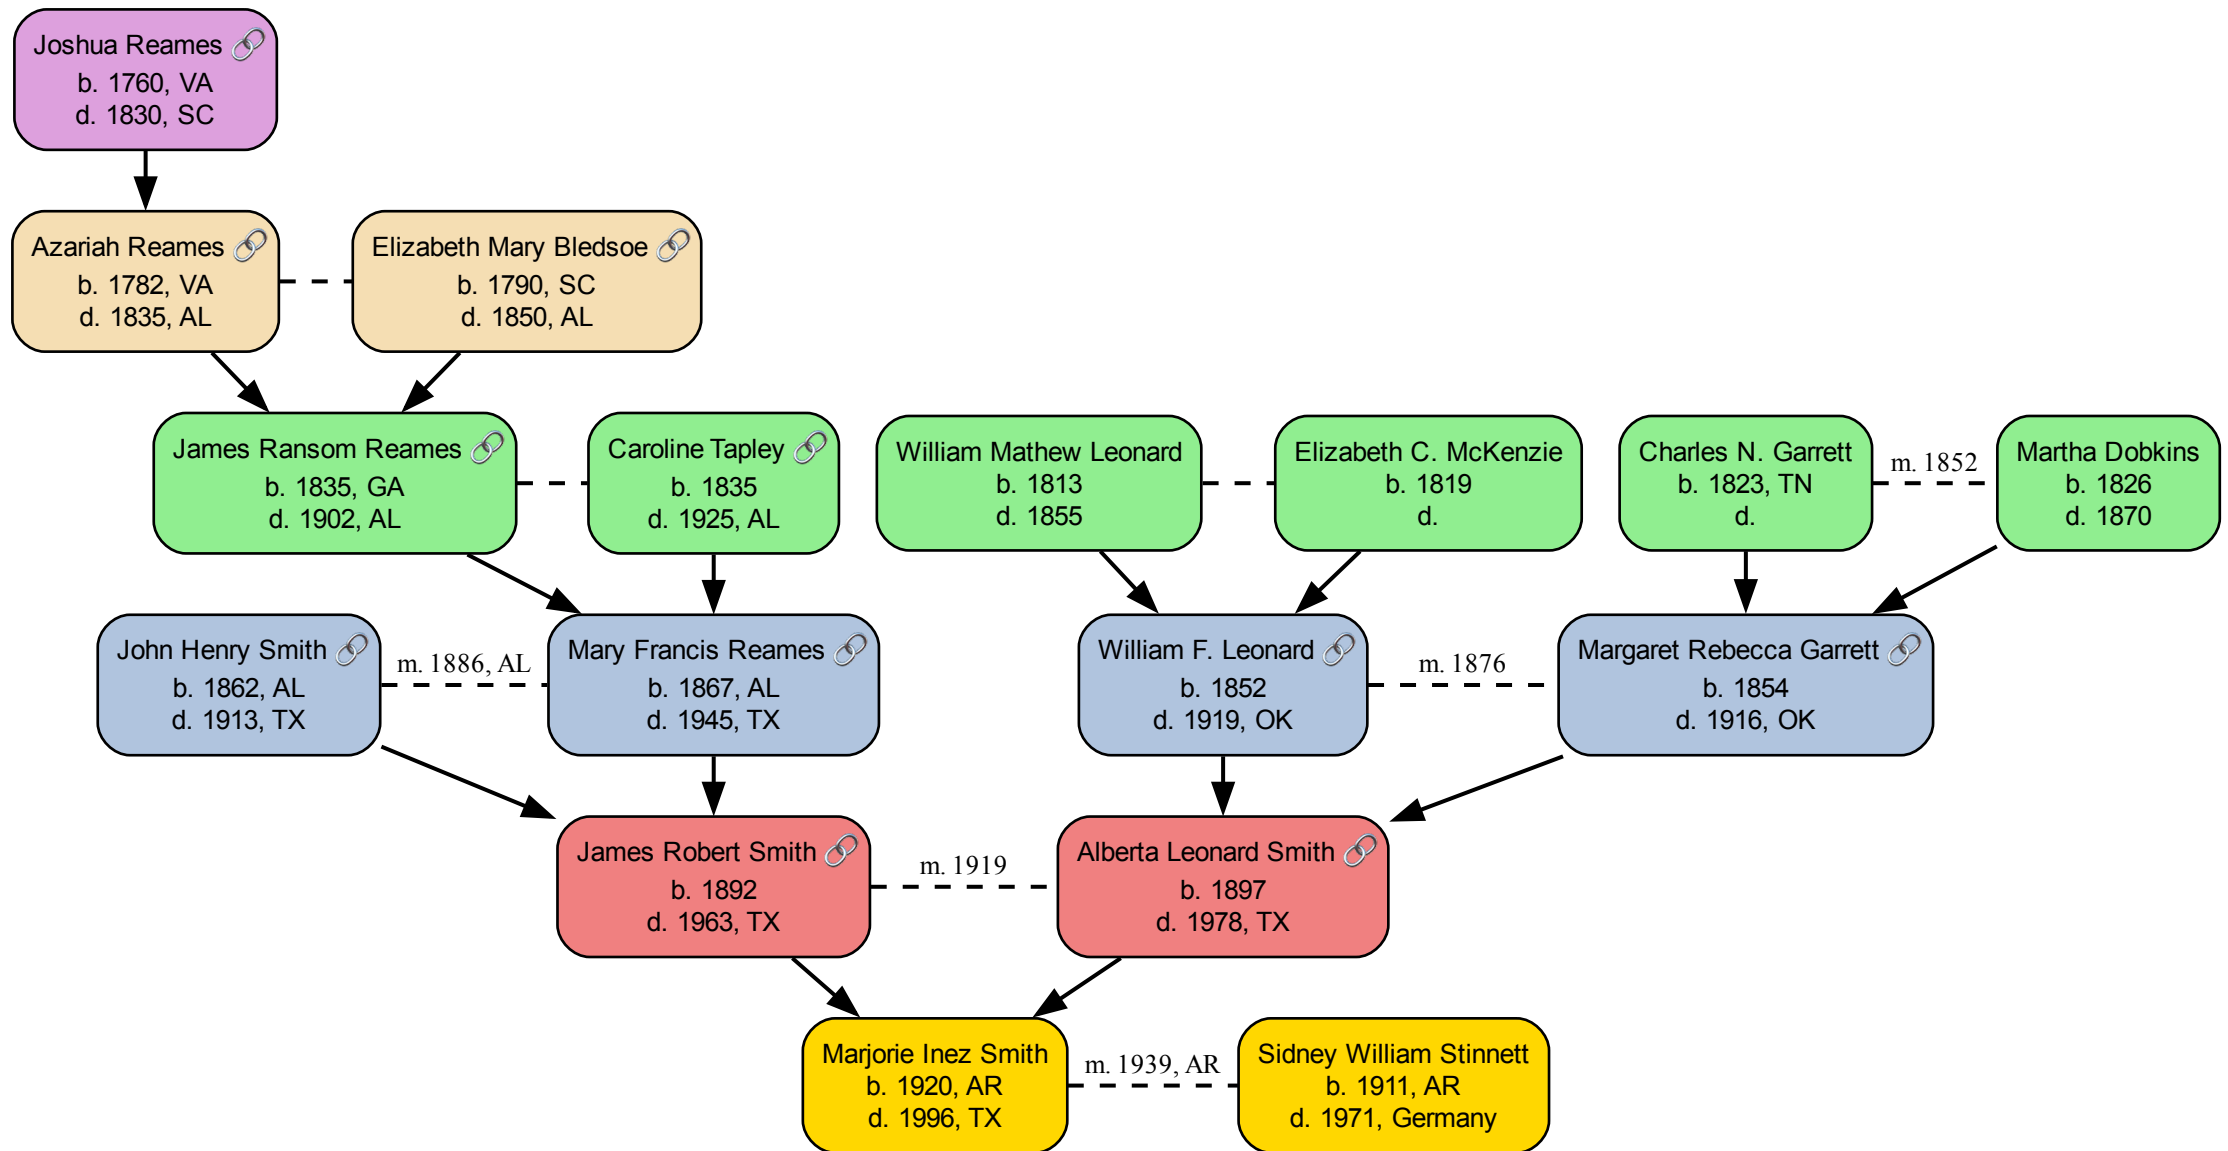 Joshua Reames
b. 1760, VA
d. 1830, SC
Azariah Reames
b. 1782, VA
d. 1835, AL
Elizabeth Mary Bledsoe
b. 1790, SC
d. 1850, AL
James Ransom Reames
b. 1835, GA
d. 1902, AL
Caroline Tapley
b. 1835
d. 1925, AL
William Mathew Leonard
b. 1813
d. 1855
Elizabeth C. McKenzie
b. 1819
d.
Charles N. Garrett
b. 1823, TN
d.
m. 1852
Martha Dobkins
b. 1826
d. 1870
John Henry Smith
b. 1862, AL
d. 1913, TX
m. 1886, AL
Mary Francis Reames
b. 1867, AL
d. 1945, TX
William F. Leonard
b. 1852
d. 1919, OK
m. 1876
Margaret Rebecca Garrett
b. 1854
d. 1916, OK
James Robert Smith
b. 1892
d. 1963, TX
m. 1919
Alberta Leonard Smith
b. 1897
d. 1978, TX
Marjorie Inez Smith
b. 1920, AR
d. 1996, TX
m. 1939, AR
Sidney William Stinnett
b. 1911, AR
d. 1971, Germany